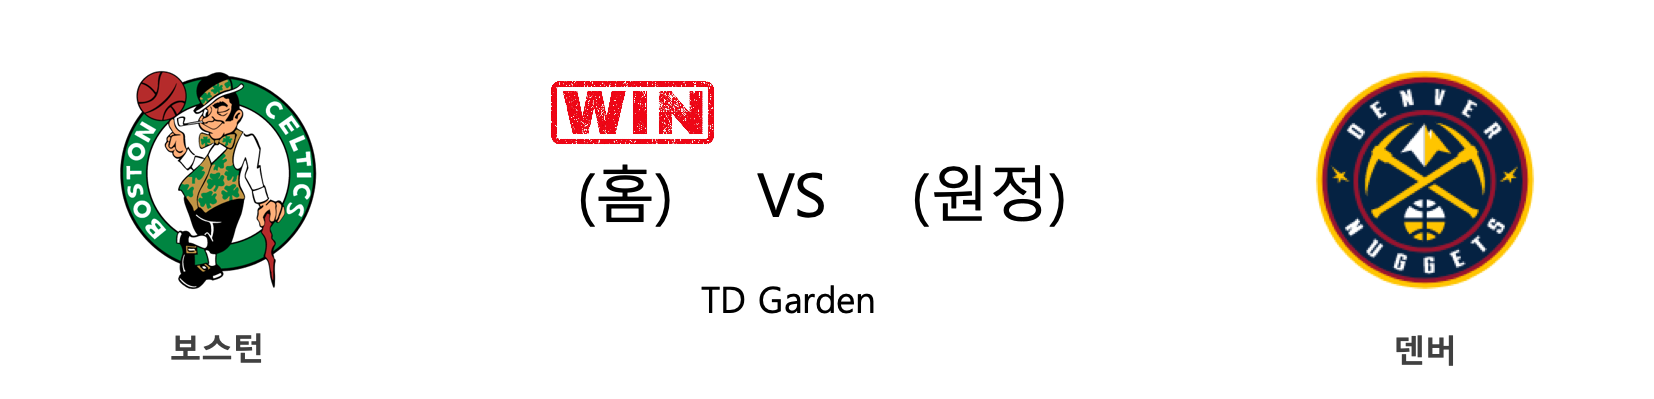 BOSTON CELTICS
WIN
(홈) VS (원정)
TD Garden
DENVER NUGGETS
보스턴
덴버